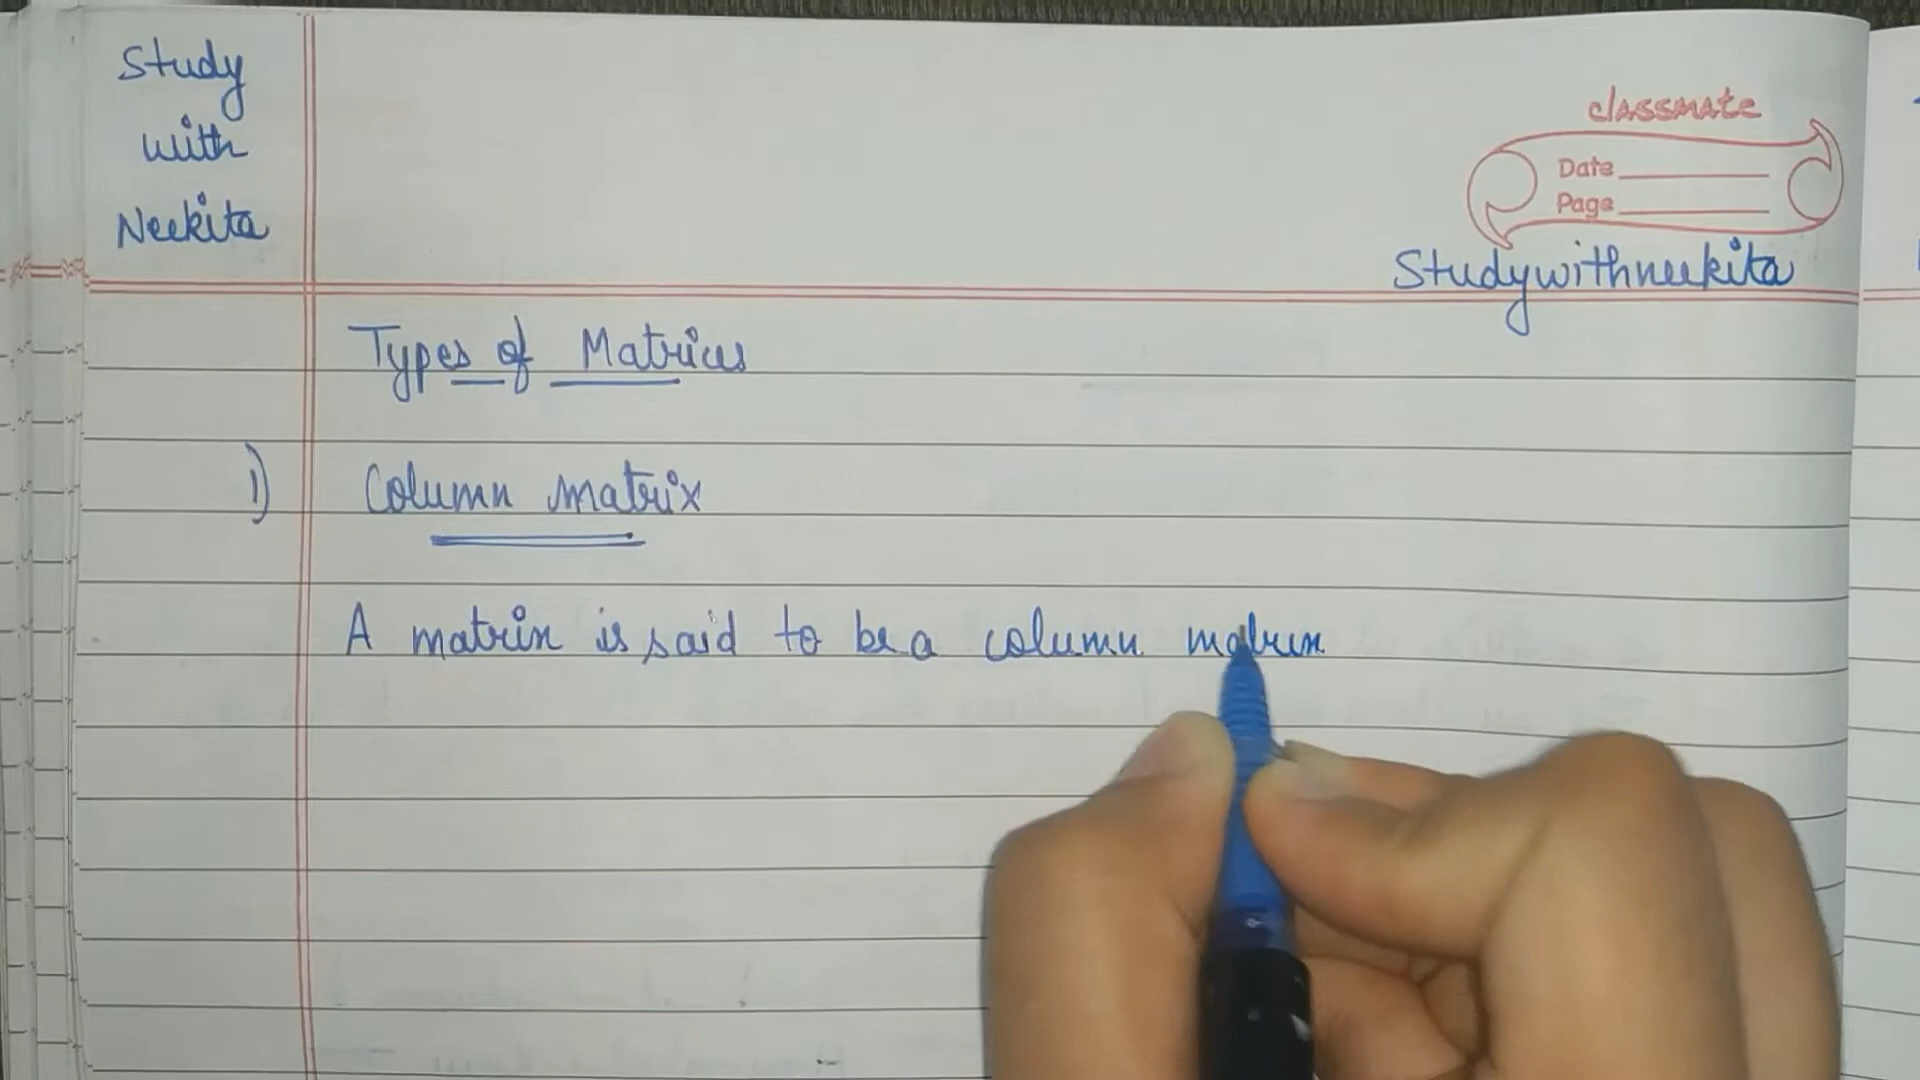 Study
with
Neekita
classmate
Date
Page
Studywithneekita
Types of Matrices
1) Column matrix
A matrix is said to be a column matrix